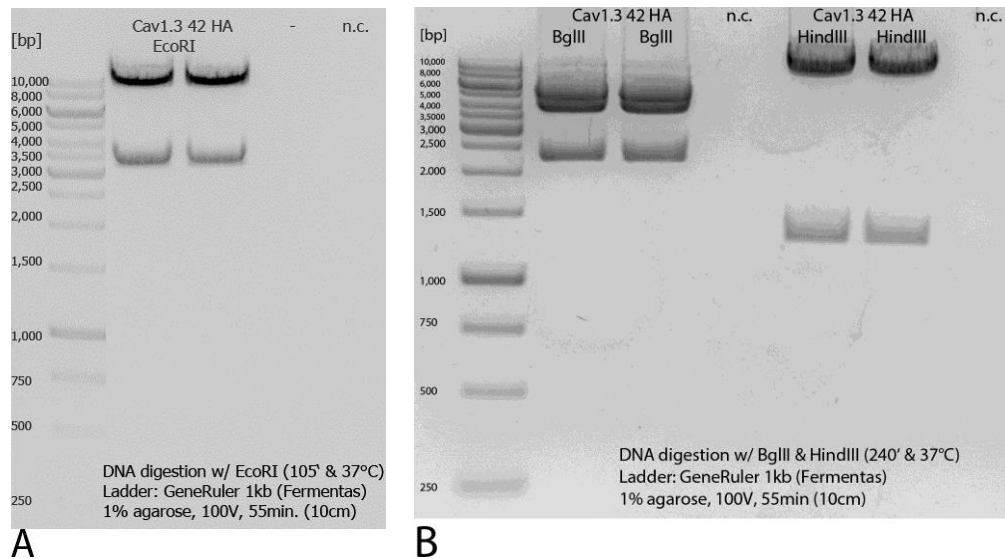 Cav1.3 42 HA - n.c.
EcoRI
[bp]
10,000
8,000
6,000
5,000
4,000
3,500
3,000
2,500
2,000
1,500
1,000
750
500
250
DNA digestion w/ EcoRI (105‘ & 37°C)
Ladder: GeneRuler 1kb (Fermentas)
1% agarose, 100V, 55min. (10cm)
A
Cav1.3 42 HA n.c. Cav1.3 42 HA n.c.
[bp] BglII BglII HindIII HindIII
10,000
8,000
6,000
5,000
4,000
3,5000
3,000
2,500
2.000
1,500
1,000
750
500
250
DNA digestion w/ BglII & HindIII (240‘ & 37°C)
Ladder: GeneRuler 1kb (Fermentas)
1% agarose, 100V, 55min (10cm)
B